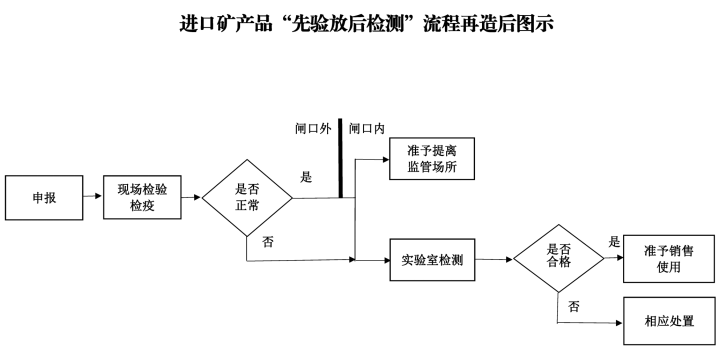 进口矿产品“先验放后检测”流程再造后图示
闸口外
闸口内
准予提离
监管场所
申报
现场检验
检疫
是否
正常
是
否
实验室检测
是否
合格
是
准予销售
使用
否
相应处置